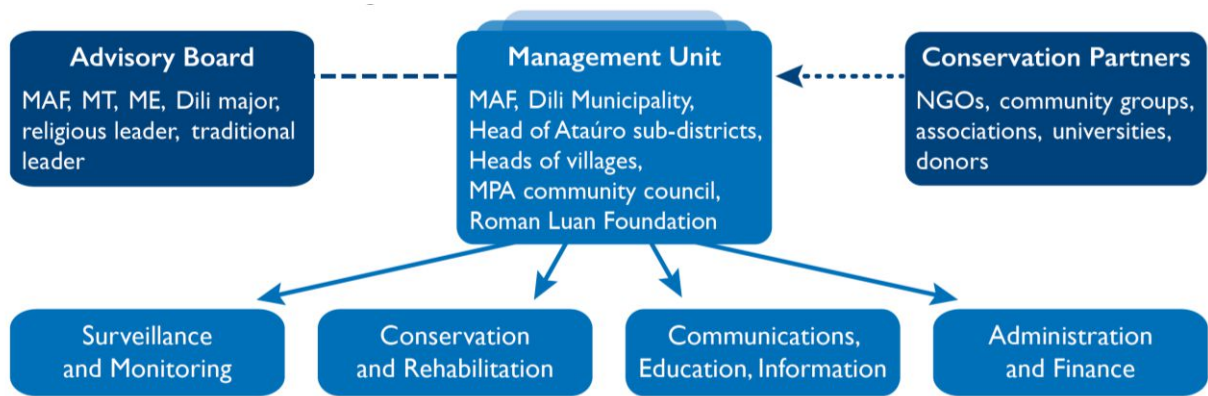 Advisory Board
MAF, MT, ME, Dili major,
religious leader, traditional
leader
Management Unit
MAF, Dili Municipality,
Head of Ataúro sub-districts,
Heads of villages,
MPA community council,
Roman Luan Foundation
Conservation Partners
NGOs, community groups,
associations, universities,
donors
Surveillance
and Monitoring
Conservation
and Rehabilitation
Communications,
Education, Information
Administration
and Finance